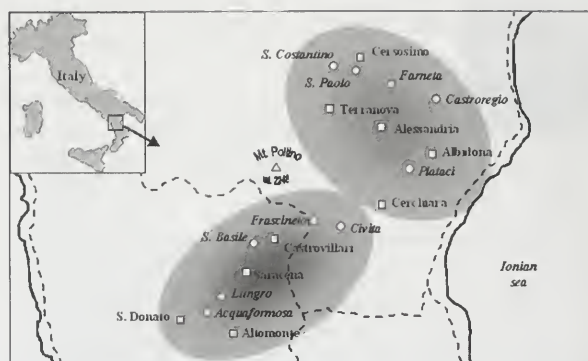 Italy
S. Costantino
Cersosimo
S. Paolo
Farneta
Castroregio
Terranova
Alessandria
Mt. Pollino
Albidona
Plataci
Cerchiara
Frascineto
Civita
S. Basile
Castrovillari
Saracena
Lungro
Ionian
sea
S. Donato
Acquaformosa
Altomonte